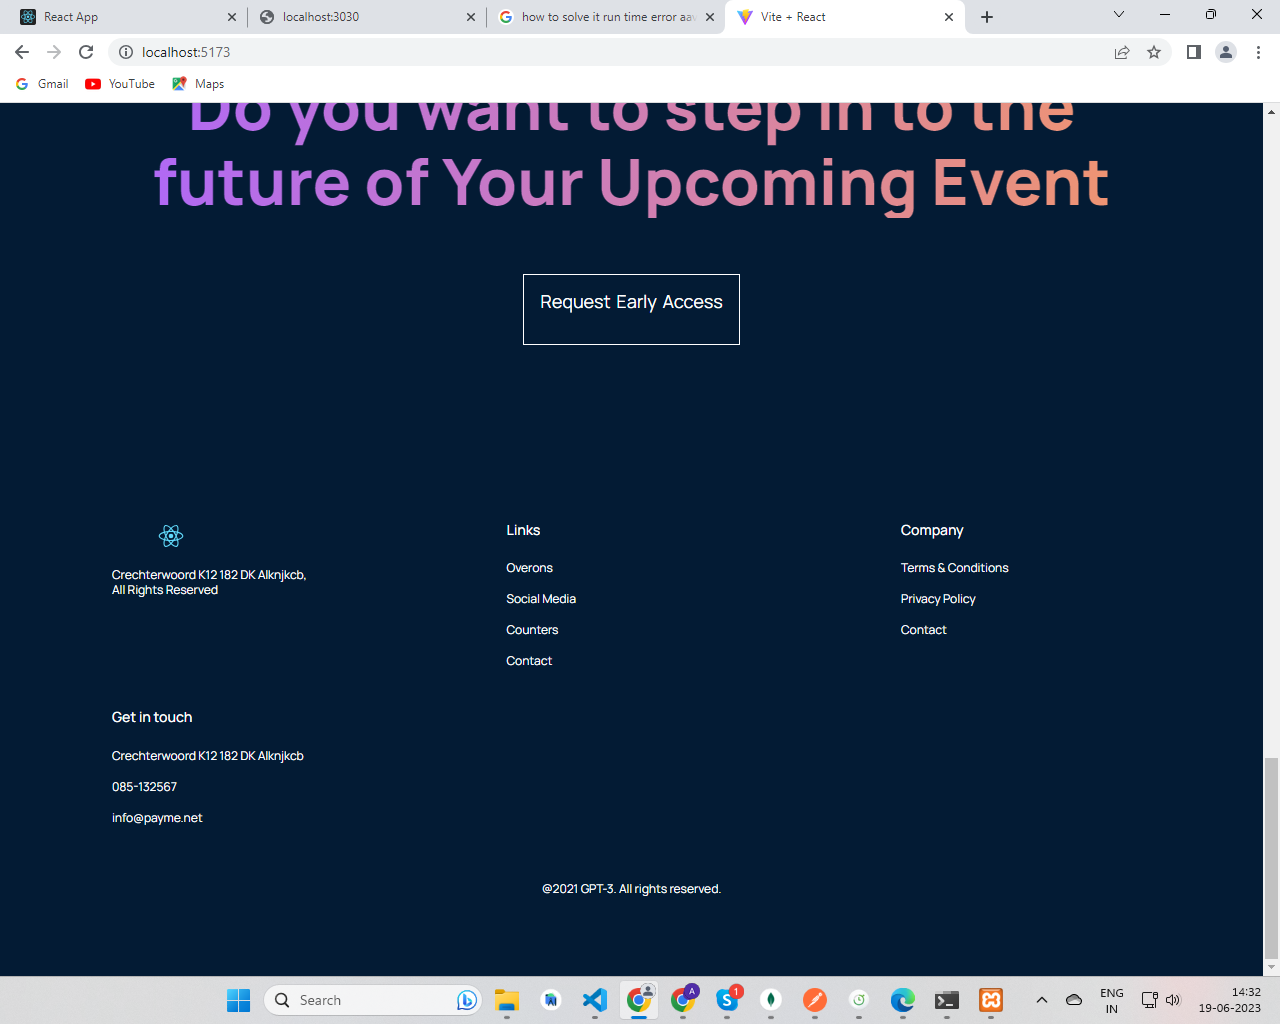 React App
localhost:3030
how to solve it run time error aav
Vite + React
localhost:5173
Gmail
YouTube
Maps
Do you want to step in to the
future of Your Upcoming Event
Request Early Access
Crechterwoord K12 182 DK Alknjkcb,
All Rights Reserved
Links
Overons
Social Media
Counters
Contact
Company
Terms & Conditions
Privacy Policy
Contact
Get in touch
Crechterwoord K12 182 DK Alknjkcb
085-132567
info@payme.net
@2021 GPT-3. All rights reserved.
Search
A
1
ENG
IN
14:32
19-06-2023